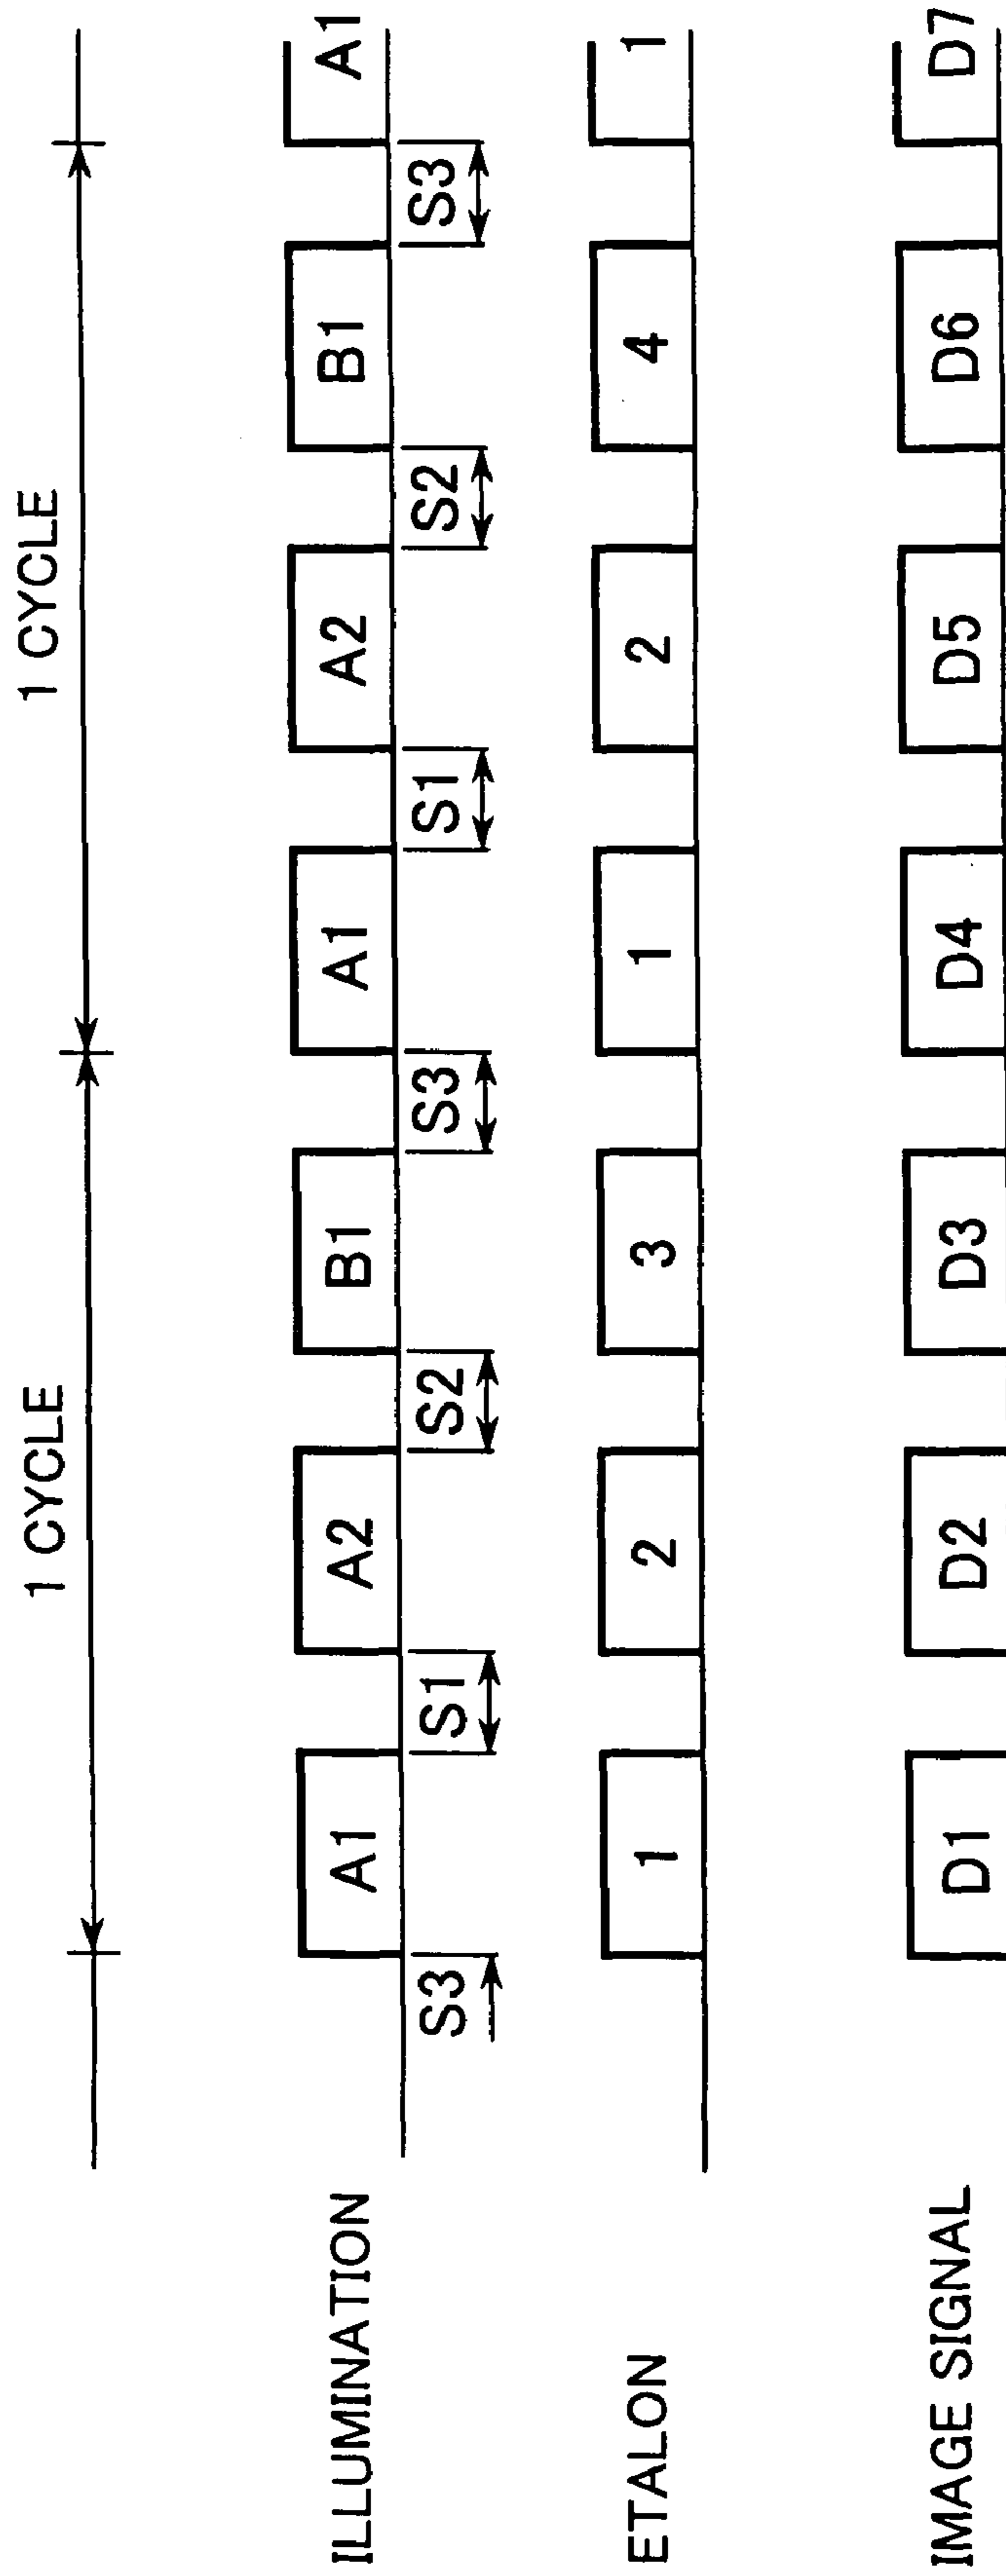 1 CYCLE 1 CYCLE
ILLUMINATION A1 A2 B1 A1 A2 B1 A1
S3 S1 S2 S3 S1 S2 S3
ETALON 1 2 3 1 2 4 1
IMAGE SIGNAL D1 D2 D3 D4 D5 D6 D7